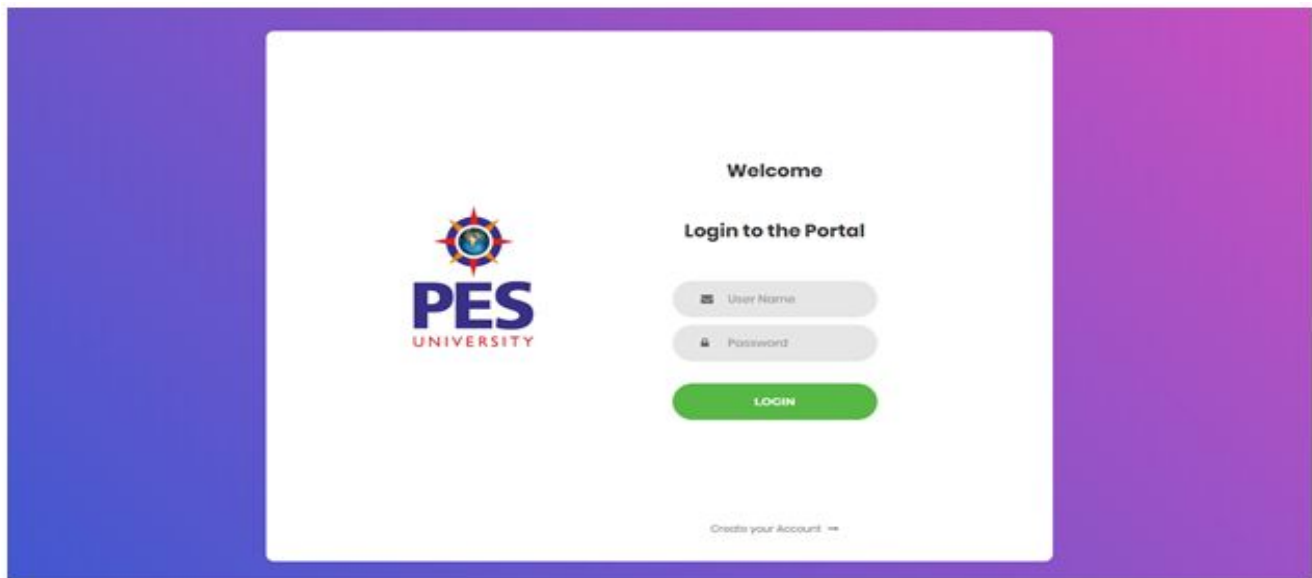 Welcome
Login to the Portal
PES
UNIVERSITY
User Name
Password
LOGIN
Create your Account →